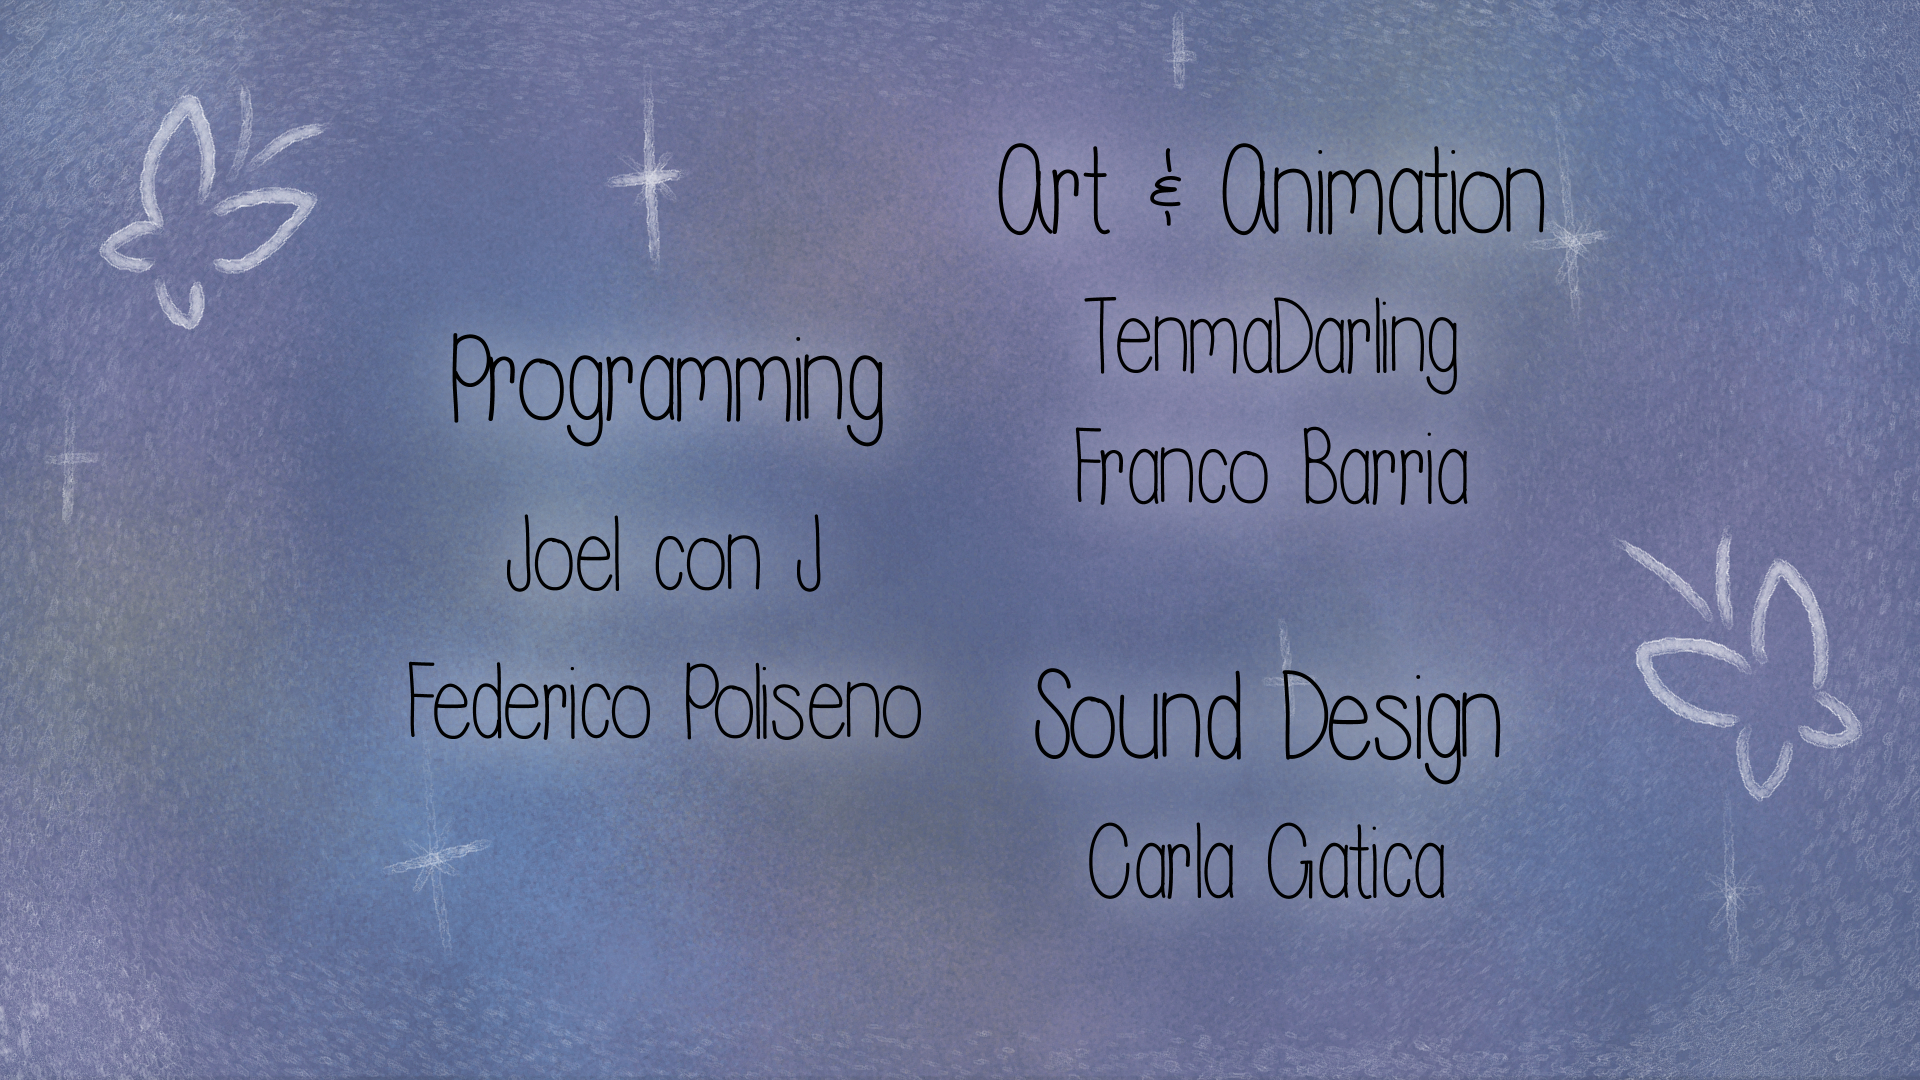 Programming
Joel con J
Federico Poliseno
Art & Animation
TenmaDarling
Franco Barria
Sound Design
Carla Gatica